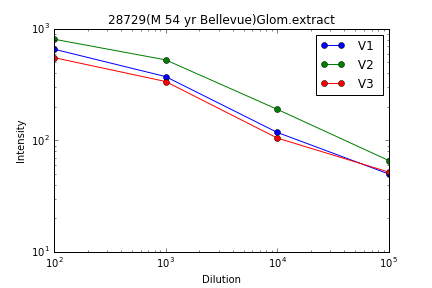 28729(M 54 yr Bellevue)Glom.extract
10³
V1
V2
V3
10²
Intensity
10¹
10² 10³ 10⁴ 10⁵
Dilution